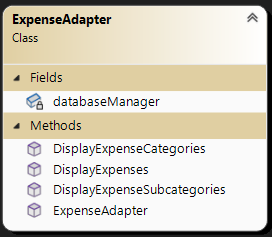 ExpenseAdapter
Class
Fields
databaseManager
Methods
DisplayExpenseCategories
DisplayExpenses
DisplayExpenseSubcategories
ExpenseAdapter